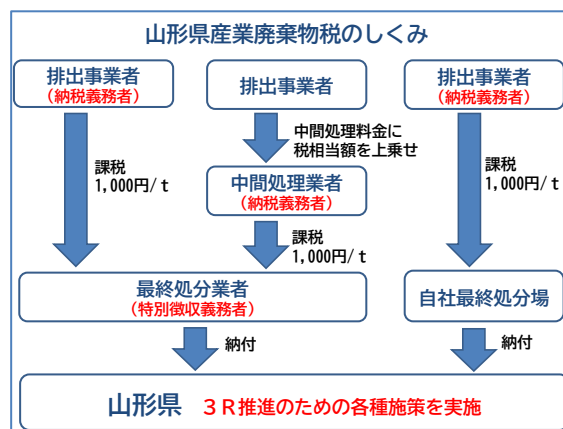 山形県産業廃棄物税のしくみ
排出事業者
(納税義務者)
排出事業者
排出事業者
(納税義務者)
中間処理料金に
税相当額を上乗せ
課税
1,000円/ｔ
中間処理業者
(納税義務者)
課税
1,000円/ｔ
課税
1,000円/ｔ
最終処分業者
(特別徴収義務者)
自社最終処分場
納付
納付
山形県 ３Ｒ推進のための各種施策を実施